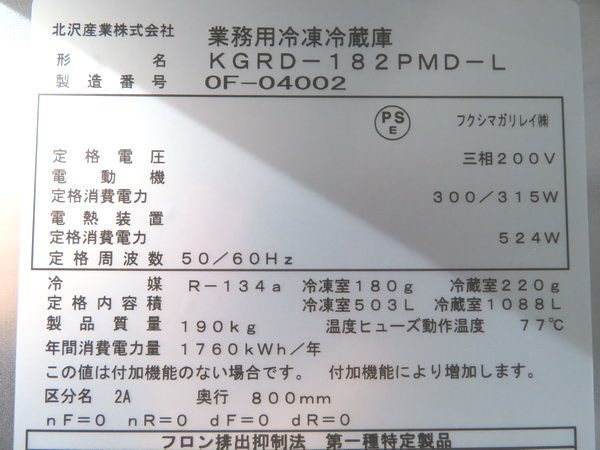 北沢産業株式会社 業務用冷凍冷蔵庫
形名 KGRD-182PMD-L
製造番号 0F-04002
PS
E
フクシマガリレイ㈱
定格電圧 三相200V
電動機
定格消費電力 300/315W
電熱装置
定格消費電力 524W
定格周波数 50/60Hz
冷媒 R-134a 冷凍室180g 冷蔵室220g
定格内容積 冷凍室503L 冷蔵室1088L
製品質量 190kg 温度ヒューズ動作温度 77℃
年間消費電力量 1760kWh/年
この値は付加機能のない場合です。 付加機能により増加します。
区分名 2A 奥行 800mm
nF=0 nR=0 dF=0 dR=0
フロン排出抑制法 第一種特定製品